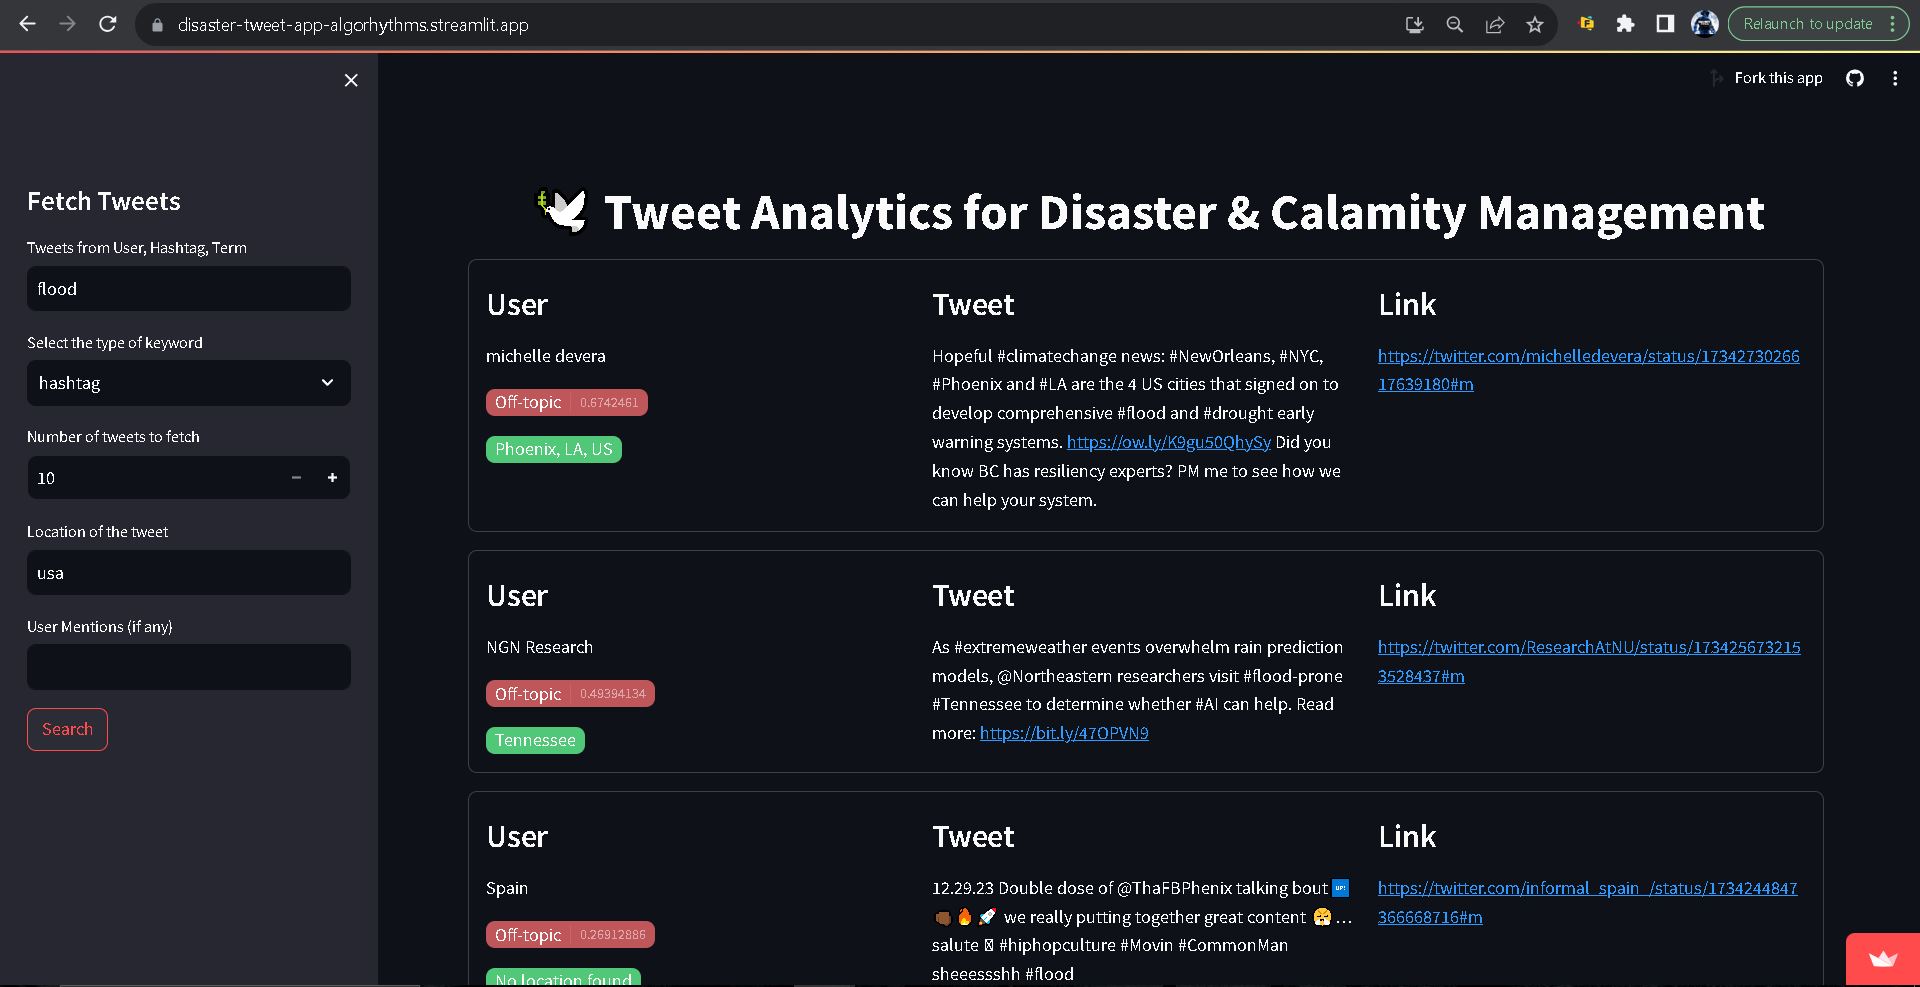 disaster-tweet-app-algorhythms.streamlit.app
Relaunch to update
Fork this app
Fetch Tweets
Tweets from User, Hashtag, Term
flood
Select the type of keyword
hashtag
Number of tweets to fetch
10
Location of the tweet
usa
User Mentions (if any)
Search
🕊️ Tweet Analytics for Disaster & Calamity Management
User
michelle devera
Off-topic 0.6742461
Phoenix, LA, US
Tweet
Hopeful #climatechange news: #NewOrleans, #NYC,
#Phoenix and #LA are the 4 US cities that signed on to
develop comprehensive #flood and #drought early
warning systems. https://ow.ly/K9gu50QhySy Did you
know BC has resiliency experts? PM me to see how we
can help your system.
Link
https://twitter.com/michelledevera/status/17342730266
17639180#m
User
NGN Research
Off-topic 0.49394134
Tennessee
Tweet
As #extremeweather events overwhelm rain prediction
models, @Northeastern researchers visit #flood-prone
#Tennessee to determine whether #AI can help. Read
more: https://bit.ly/47OPVN9
Link
https://twitter.com/ResearchAtNU/status/173425673215
3528437#m
User
Spain
Off-topic 0.26912886
No location found
Tweet
12.29.23 Double dose of @ThaFBPhenix talking bout 🆙
👊🏾🔥🚀 we really putting together great content 😤…
salute #hiphopculture #Movin #CommonMan
sheeessshh #flood
Link
https://twitter.com/informal_spain_/status/1734244847
366668716#m